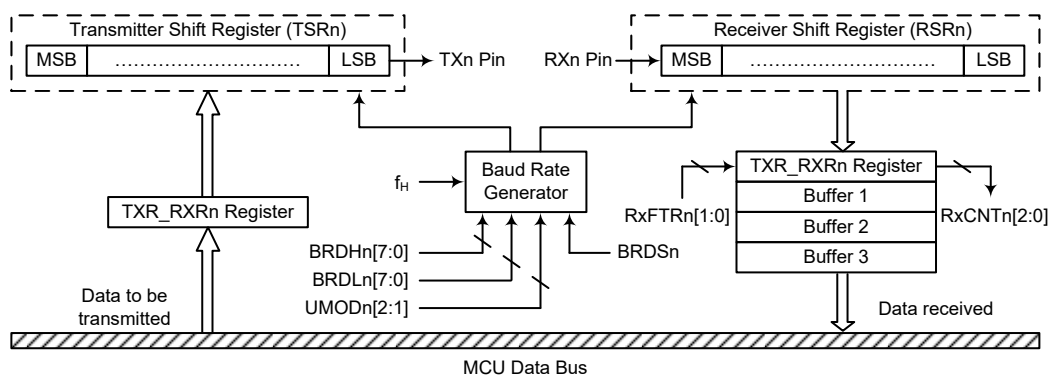 Transmitter Shift Register (TSRn)
MSB .............................. LSB
TXn Pin
RXn Pin
Receiver Shift Register (RSRn)
MSB .............................. LSB
TXR_RXRn Register
Data to be
transmitted
fH
Baud Rate
Generator
BRDHn[7:0]
BRDLn[7:0]
UMODn[2:1]
BRDSn
RxFTRn[1:0]
TXR_RXRn Register
Buffer 1
Buffer 2
Buffer 3
RxCNTn[2:0]
Data received
MCU Data Bus